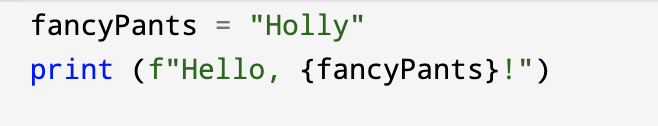 fancyPants = "Holly"
print (f"Hello, {fancyPants}!")